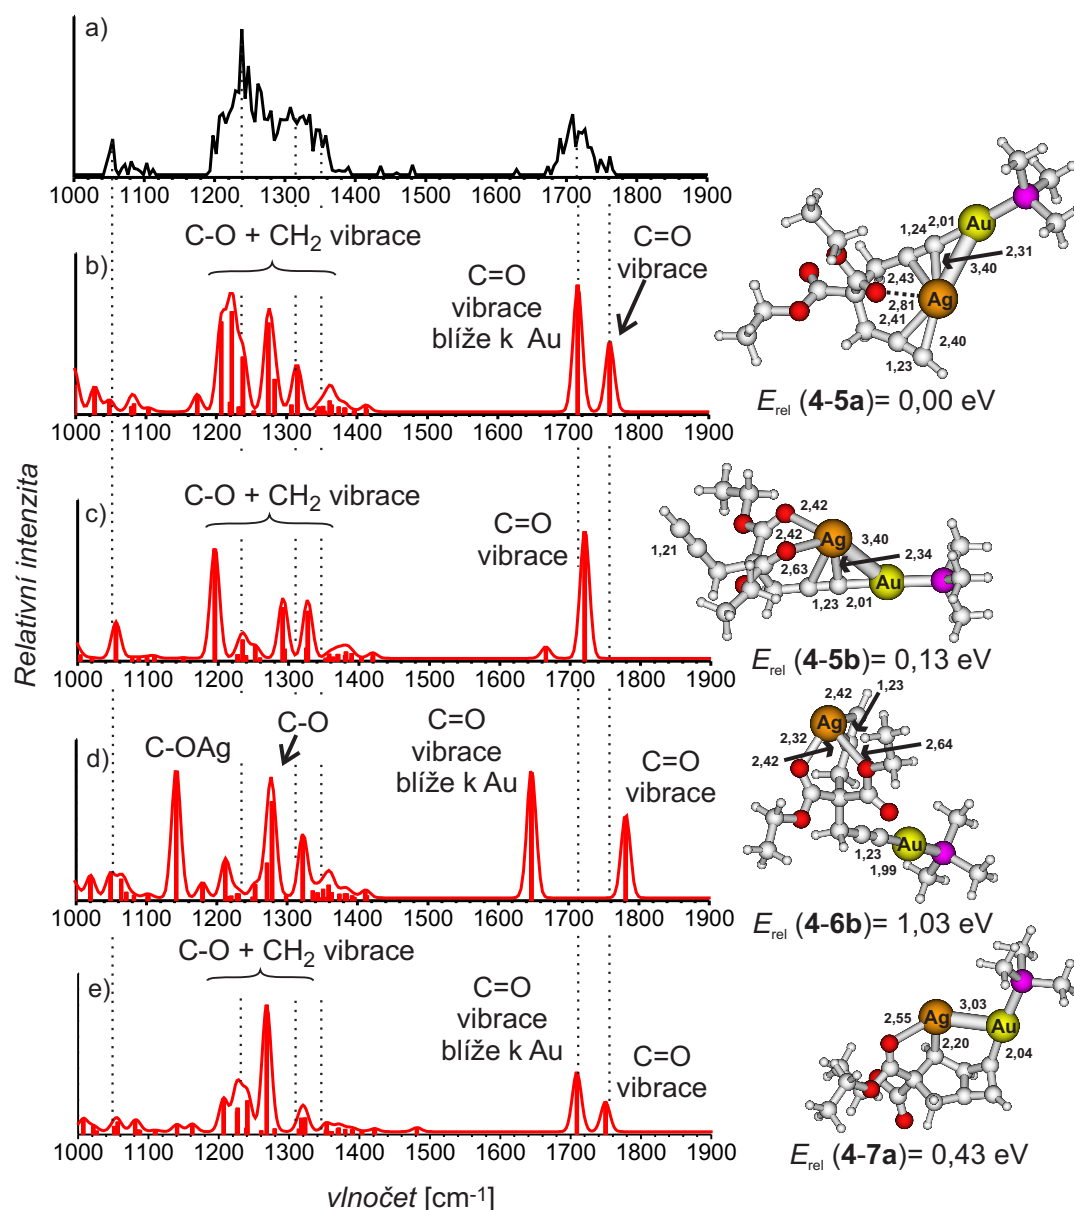 a)
1000 1100 1200 1300 1400 1500 1600 1700 1800 1900
C-O + CH2 vibrace
C=O
vibrace
blíže k Au
C=O
vibrace
b)
1000 1100 1200 1300 1400 1500 1600 1700 1800 1900
1,24
2,01
Au
2,31
3,40
2,43
Ag
2,81
2,41
2,40
1,23
Erel (4-5a)= 0,00 eV
Relativní intenzita
C-O + CH2 vibrace
C=O
vibrace
c)
1000 1100 1200 1300 1400 1500 1600 1700 1800 1900
2,42
Ag
3,40
2,42
1,21
2,63
2,34
Au
1,23
2,01
Erel (4-5b)= 0,13 eV
C-OAg
C-O
C=O
vibrace
blíže k Au
C=O
vibrace
d)
1000 1100 1200 1300 1400 1500 1600 1700 1800 1900
2,42
1,23
Ag
2,32
2,42
2,64
Au
1,23
1,99
Erel (4-6b)= 1,03 eV
C-O + CH2 vibrace
C=O
vibrace
blíže k Au
C=O
vibrace
e)
1000 1100 1200 1300 1400 1500 1600 1700 1800 1900
vlnočet [cm-1]
3,03
Ag
Au
2,55
2,20
2,04
Erel (4-7a)= 0,43 eV